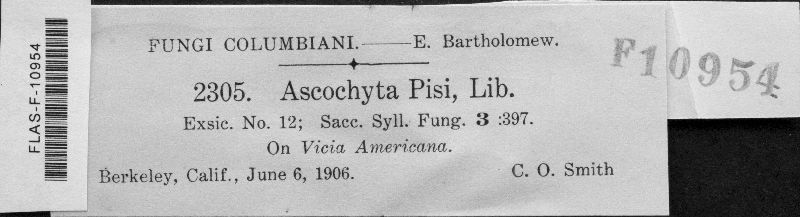 FLAS-F-10954
FUNGI COLUMBIANI.——E. Bartholomew.
F10954
2305. Ascochyta Pisi, Lib.
Exsic. No. 12; Sacc. Syll. Fung. 3 :397.
On Vicia Americana.
Berkeley, Calif., June 6, 1906. C. O. Smith